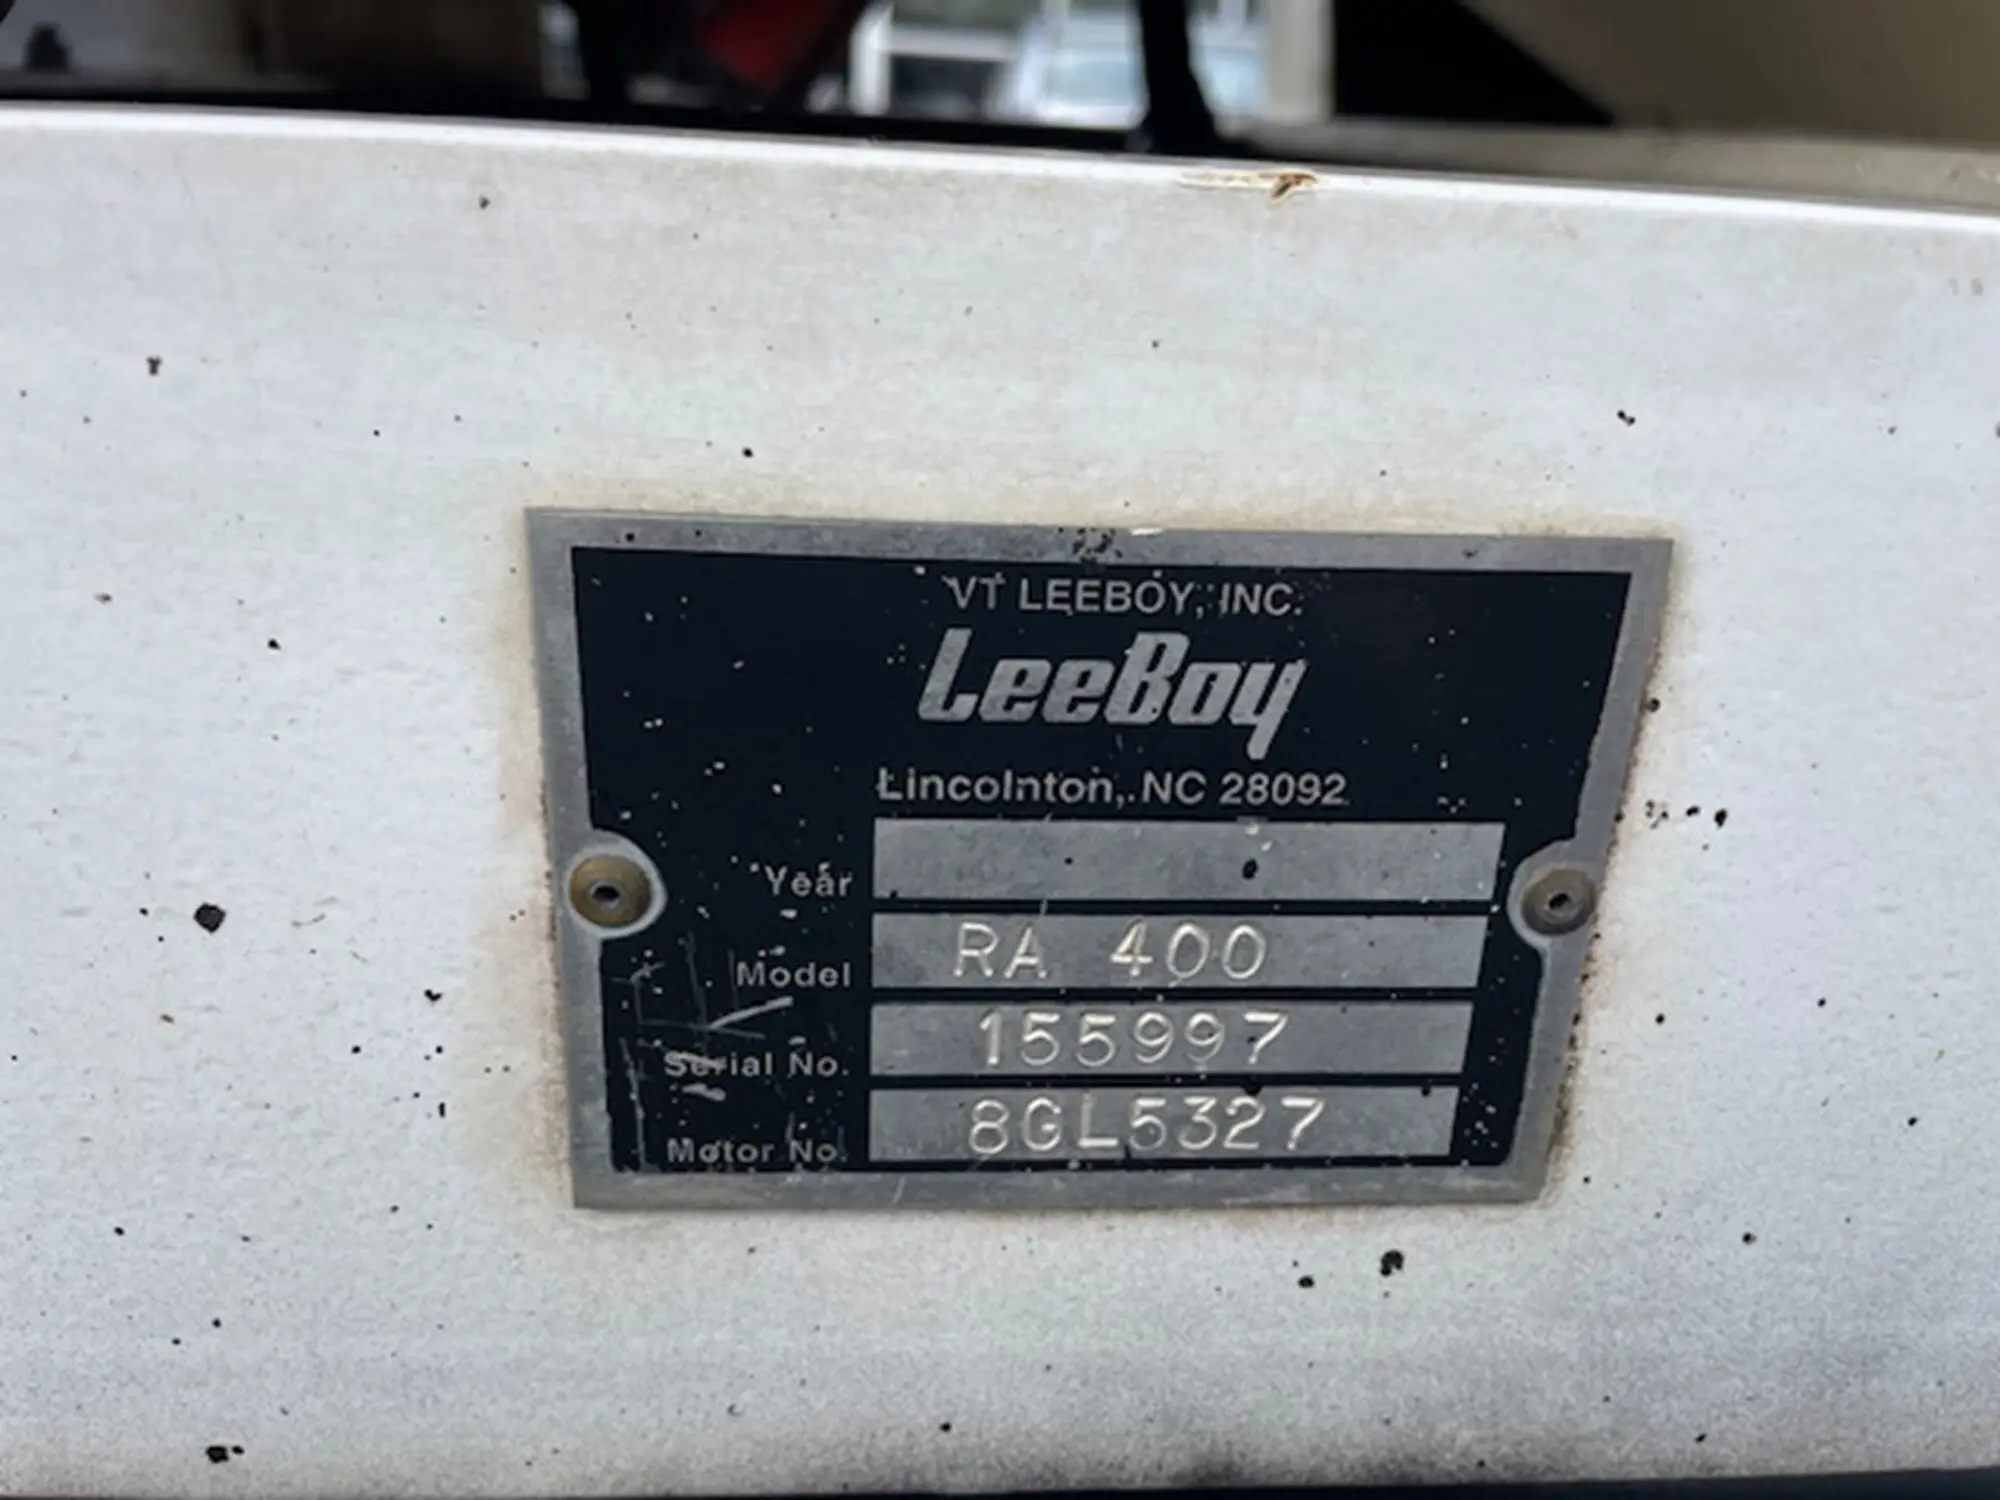 VT LEEBOY, INC.
LeeBoy
Lincolnton, NC 28092
Year
Model RA 400
Serial No. 155997
Motor No. 8GL5327